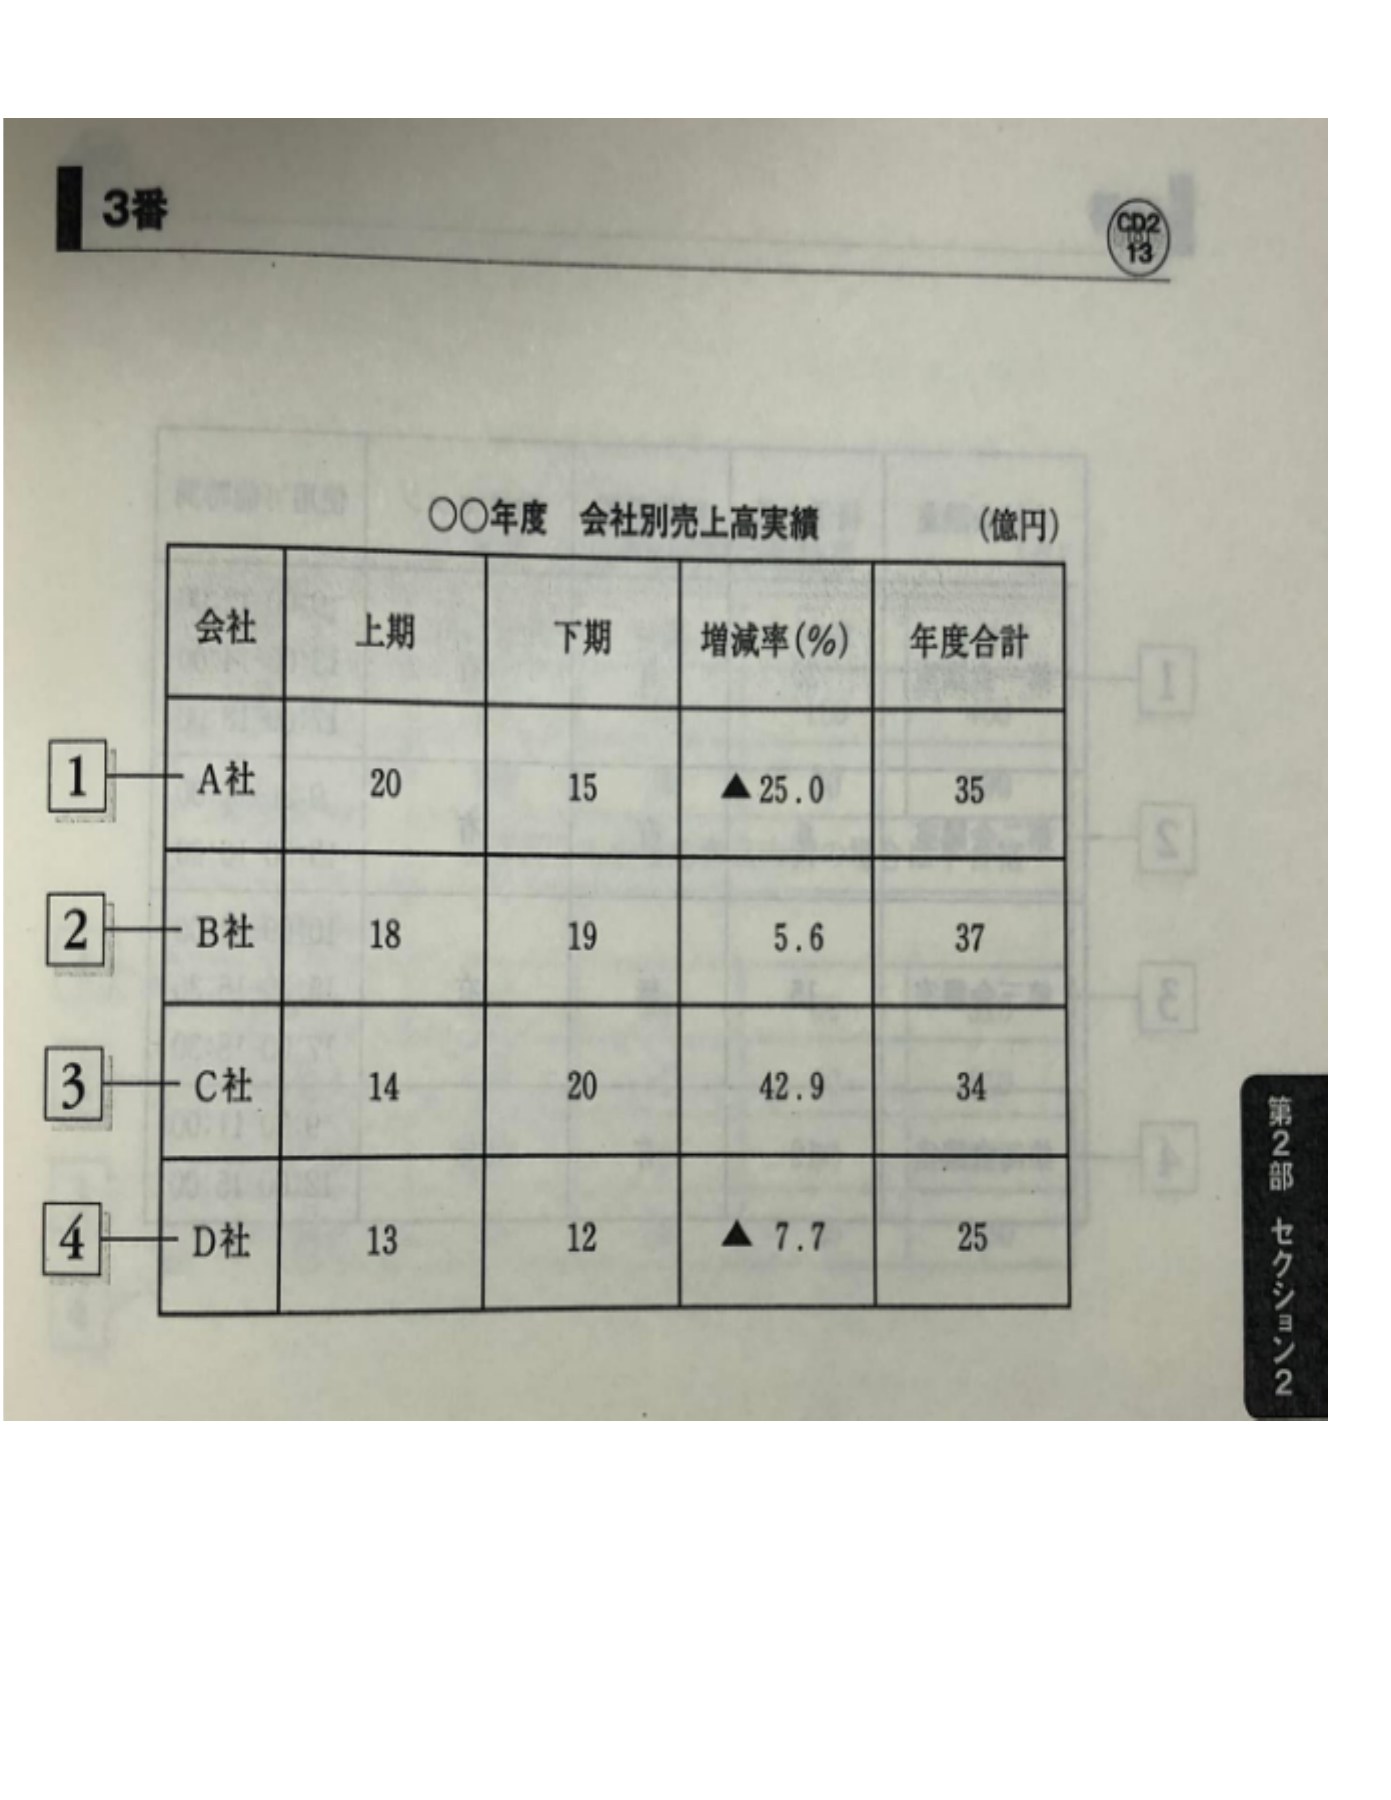 3番
CD2
13
〇〇年度 会社別売上高実績 (億円)
会社 上期 下期 増減率(%) 年度合計
1 A社 20 15 ▲25.0 35
2 B社 18 19 5.6 37
3 C社 14 20 42.9 34
4 D社 13 12 ▲ 7.7 25
第2部 セクション2